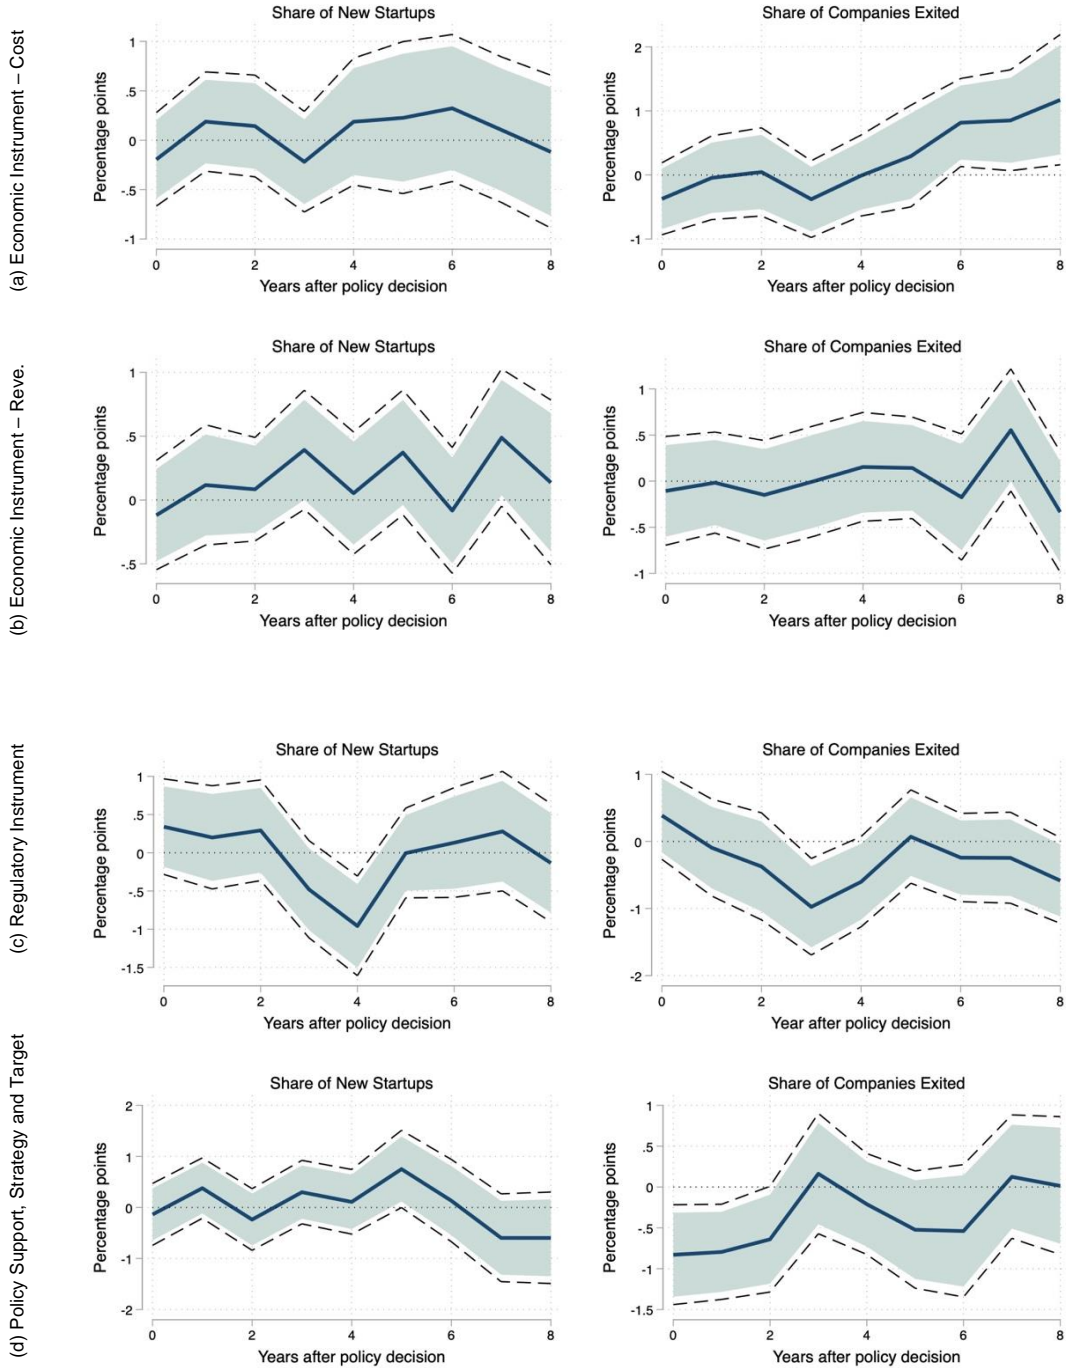 (a) Economic Instrument – Cost
Share of New Startups
Percentage points
1
.5
0
-.5
-1
0 2 4 6 8
Years after policy decision
Share of Companies Exited
Percentage points
2
1
0
-1
0 2 4 6 8
Years after policy decision
(b) Economic Instrument – Reve.
Share of New Startups
Percentage points
1
.5
0
-.5
0 2 4 6 8
Years after policy decision
Share of Companies Exited
Percentage points
1
.5
0
-.5
-1
0 2 4 6 8
Years after policy decision
(c) Regulatory Instrument
Share of New Startups
Percentage points
1
.5
0
-.5
-1
-1.5
0 2 4 6 8
Years after policy decision
Share of Companies Exited
Percentage points
1
0
-1
-2
0 2 4 6 8
Year after policy decision
(d) Policy Support, Strategy and Target
Share of New Startups
Percentage points
2
1
0
-1
-2
0 2 4 6 8
Years after policy decision
Share of Companies Exited
Percentage points
1
.5
0
-.5
-1
-1.5
0 2 4 6 8
Years after policy decision